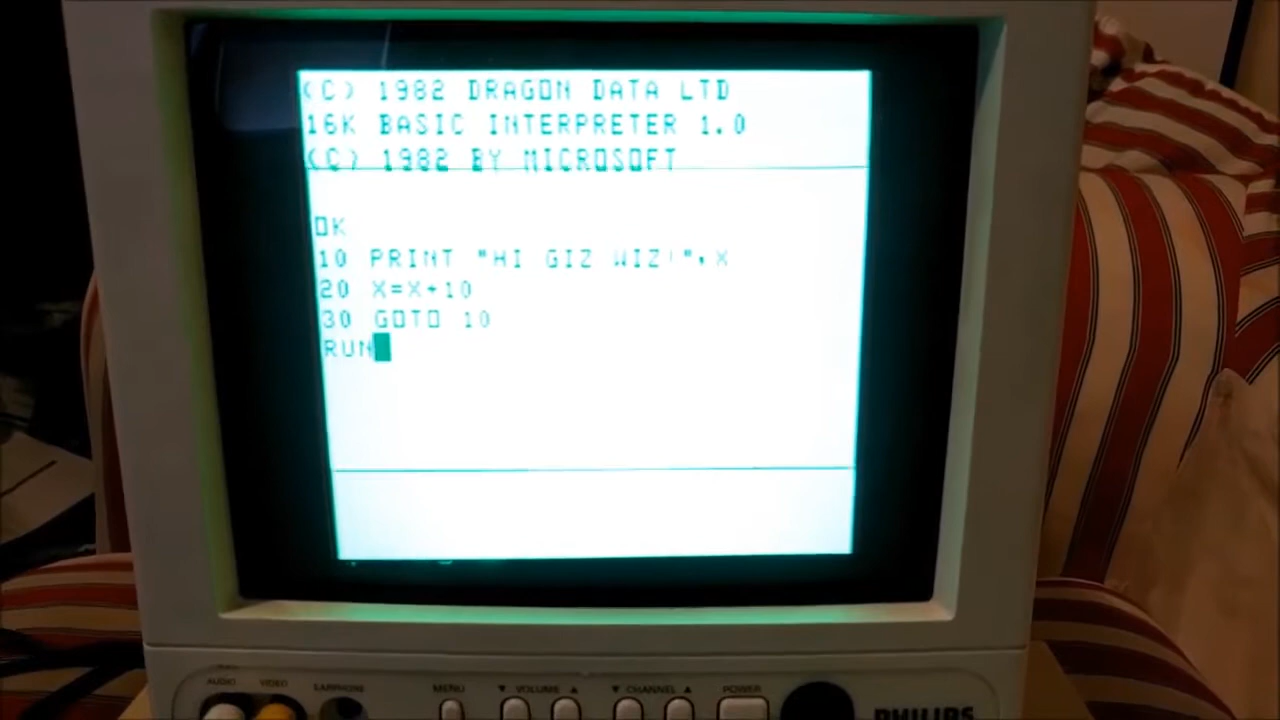 (C) 1982 DRAGON DATA LTD
16K BASIC INTERPRETER 1.0
(C) 1982 BY MICROSOFT
OK
10 PRINT "HI GIZ WIZ!",X
20 X=X+10
30 GOTO 10
RUN
AUDIO VIDEO EARPHONE MENU ▼ VOLUME ▲ ▼ CHANNEL ▲ POWER
PHILIPS